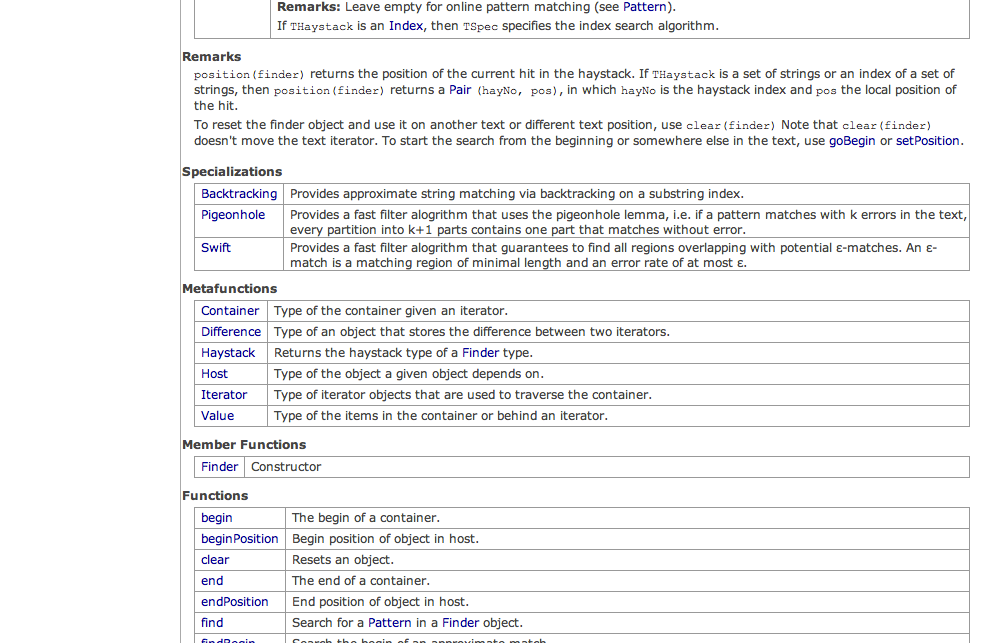 Remarks: Leave empty for online pattern matching (see Pattern).
If THaystack is an Index, then TSpec specifies the index search algorithm.
Remarks
position(finder) returns the position of the current hit in the haystack. If THaystack is a set of strings or an index of a set of
strings, then position(finder) returns a Pair (hayNo, pos), in which hayNo is the haystack index and pos the local position of
the hit.
To reset the finder object and use it on another text or different text position, use clear(finder) Note that clear(finder)
doesn't move the text iterator. To start the search from the beginning or somewhere else in the text, use goBegin or setPosition.
Specializations
Backtracking Provides approximate string matching via backtracking on a substring index.
Pigeonhole Provides a fast filter alogrithm that uses the pigeonhole lemma, i.e. if a pattern matches with k errors in the text,
every partition into k+1 parts contains one part that matches without error.
Swift Provides a fast filter alogrithm that guarantees to find all regions overlapping with potential ε-matches. An ε-
match is a matching region of minimal length and an error rate of at most ε.
Metafunctions
Container Type of the container given an iterator.
Difference Type of an object that stores the difference between two iterators.
Haystack Returns the haystack type of a Finder type.
Host Type of the object a given object depends on.
Iterator Type of iterator objects that are used to traverse the container.
Value Type of the items in the container or behind an iterator.
Member Functions
Finder Constructor
Functions
begin The begin of a container.
beginPosition Begin position of object in host.
clear Resets an object.
end The end of a container.
endPosition End position of object in host.
find Search for a Pattern in a Finder object.
findBegin Search the begin of an approximate match.